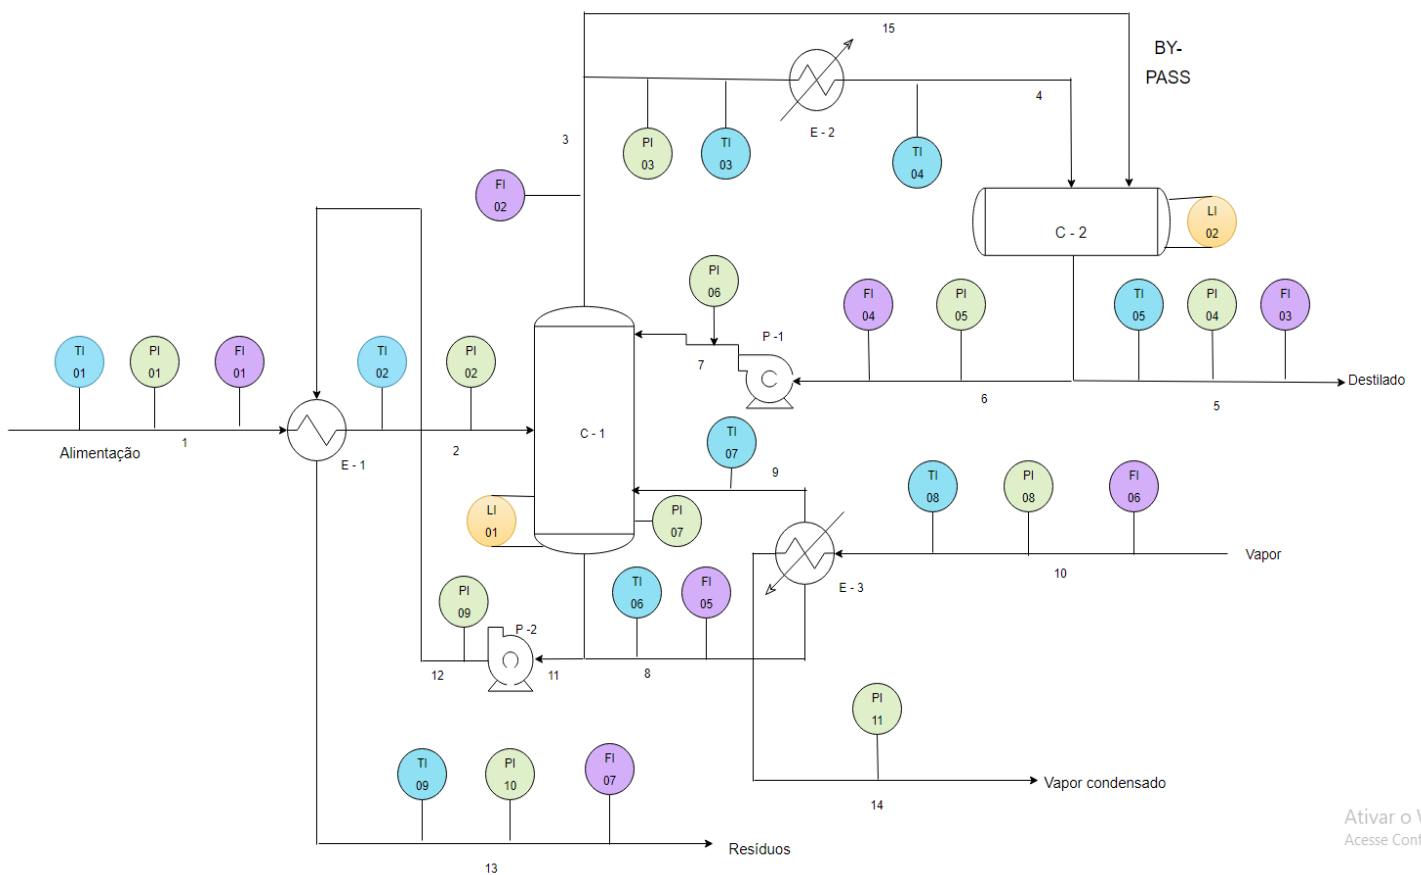 15
BY-
PASS
4
E - 2
3
PI
03
TI
03
TI
04
FI
02
C - 2
LI
02
PI
06
FI
04
PI
05
TI
05
PI
04
FI
03
P -1
7
6
5
Destilado
TI
01
PI
01
FI
01
TI
02
PI
02
Alimentação
1
E - 1
2
C - 1
TI
07
9
LI
01
PI
07
TI
08
PI
08
FI
06
Vapor
10
E - 3
PI
09
P -2
TI
06
FI
05
12
11
8
PI
11
14
Vapor condensado
TI
09
PI
10
FI
07
13
Resíduos
Ativar o
Acesse Conf